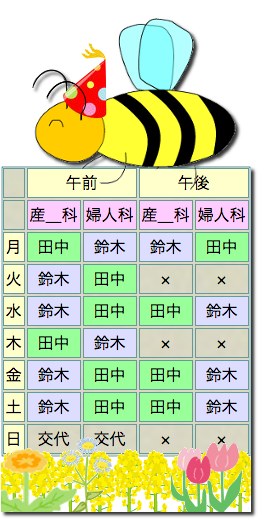 午前 午後
産__科 婦人科 産__科 婦人科
月 田中 鈴木 鈴木 田中
火 鈴木 田中 × ×
水 鈴木 田中 田中 鈴木
木 田中 鈴木 × ×
金 鈴木 田中 田中 鈴木
土 鈴木 田中 田中 鈴木
日 交代 交代 × ×